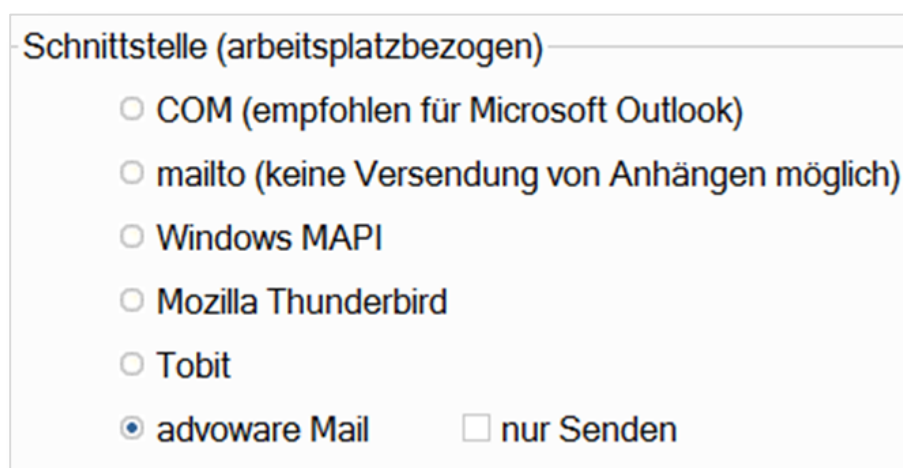 Schnittstelle (arbeitsplatzbezogen)
COM (empfohlen für Microsoft Outlook)
mailto (keine Versendung von Anhängen möglich)
Windows MAPI
Mozilla Thunderbird
Tobit
advoware Mail nur Senden